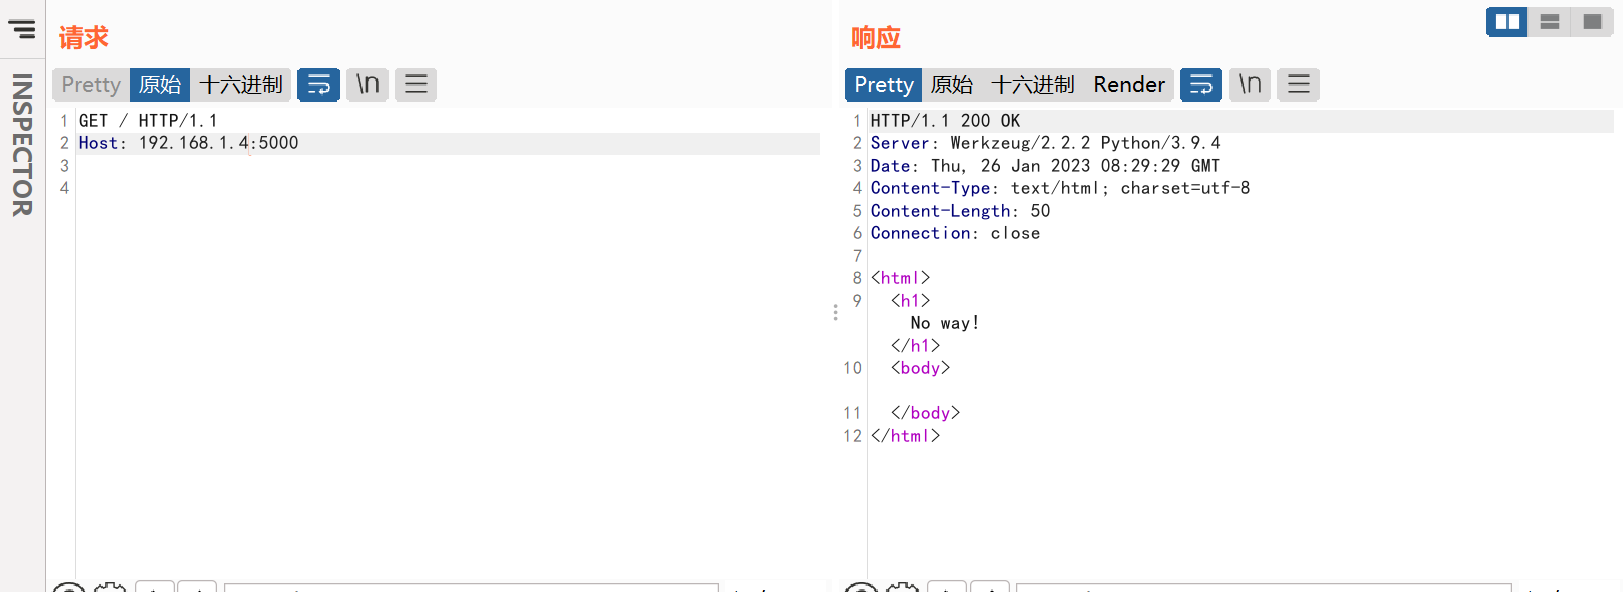 INSPECTOR
请求
Pretty 原始 十六进制 \n
1 GET / HTTP/1.1
2 Host: 192.168.1.4:5000
3
4
响应
Pretty 原始 十六进制 Render \n
1 HTTP/1.1 200 OK
2 Server: Werkzeug/2.2.2 Python/3.9.4
3 Date: Thu, 26 Jan 2023 08:29:29 GMT
4 Content-Type: text/html; charset=utf-8
5 Content-Length: 50
6 Connection: close
7
8 <html>
9 <h1>
No way!
</h1>
10 <body>
11 </body>
12 </html>